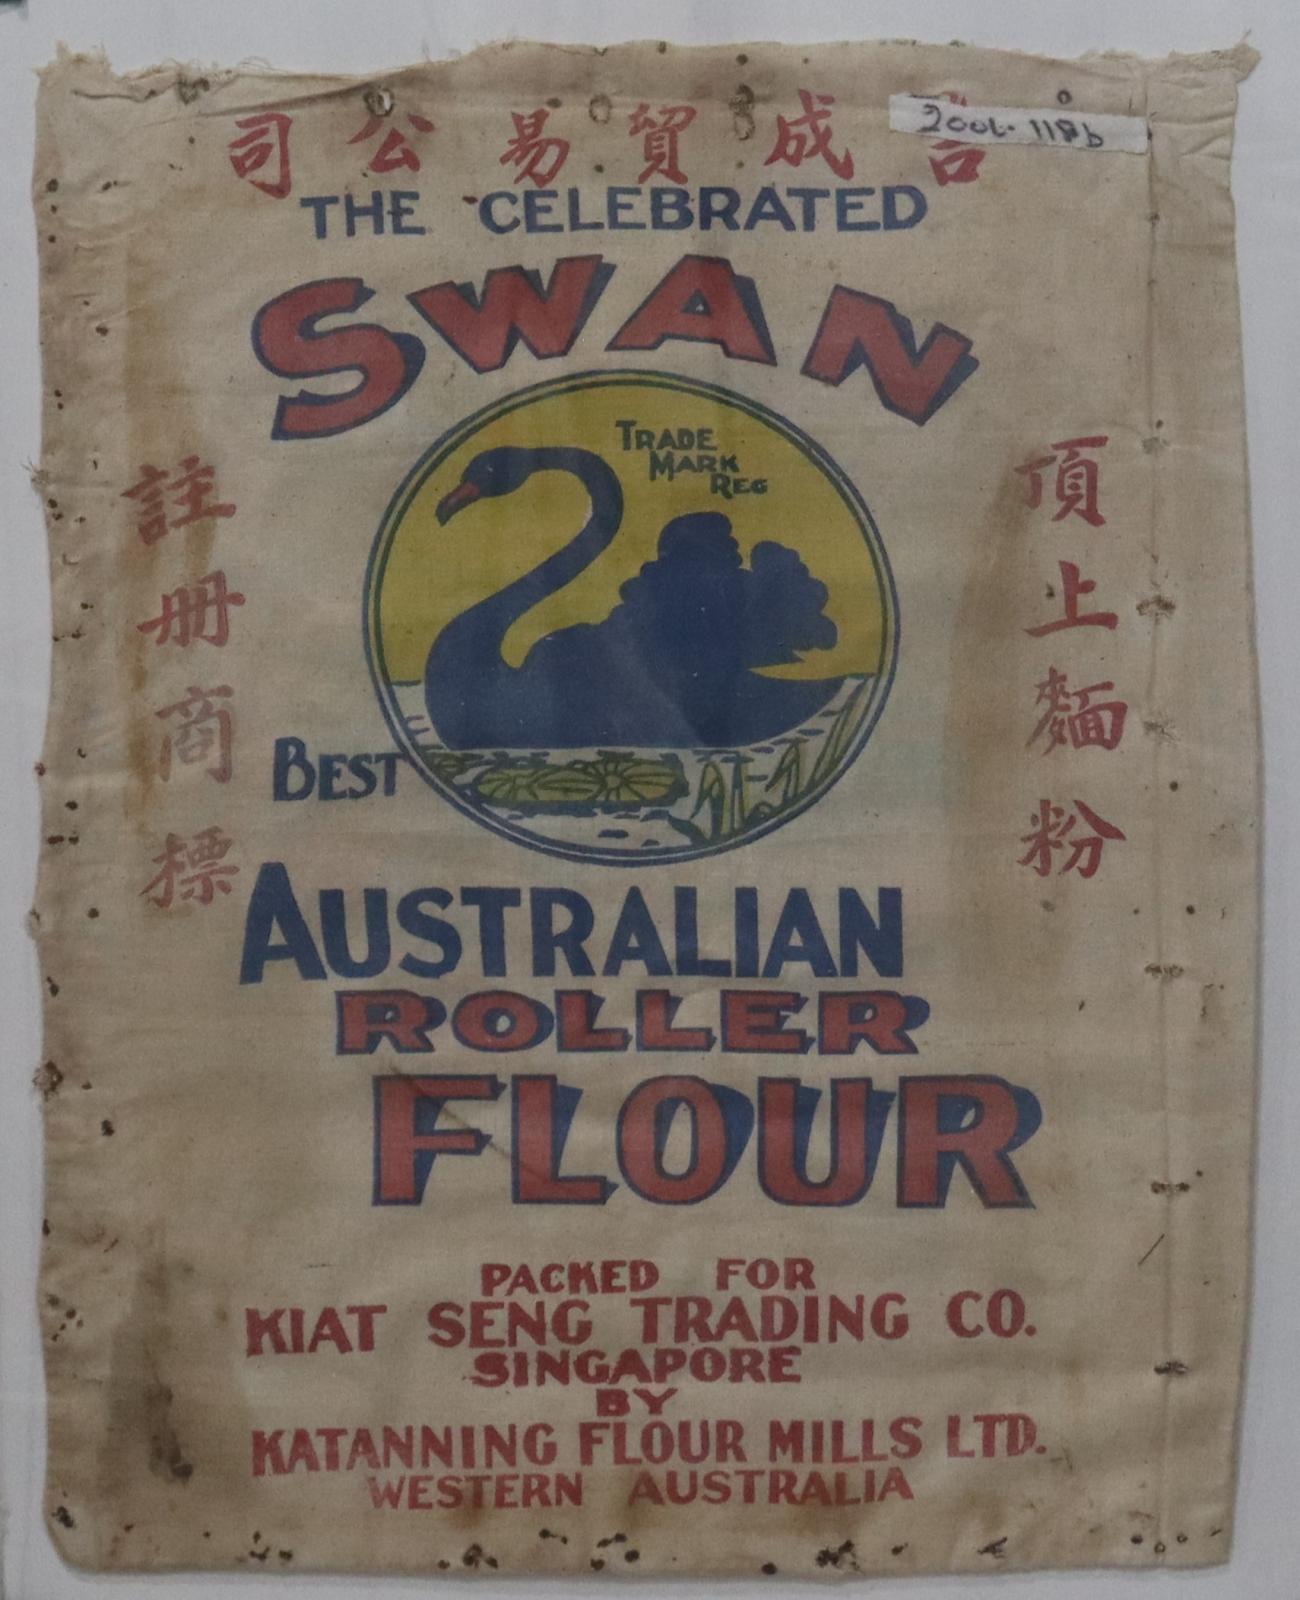 2006.118b
吉成貿易公司
THE CELEBRATED
SWAN
TRADE
MARK
REG
頂上麵粉
註冊商標
BEST
AUSTRALIAN
ROLLER
FLOUR
PACKED FOR
KIAT SENG TRADING CO.
SINGAPORE
BY
KATANNING FLOUR MILLS LTD.
WESTERN AUSTRALIA